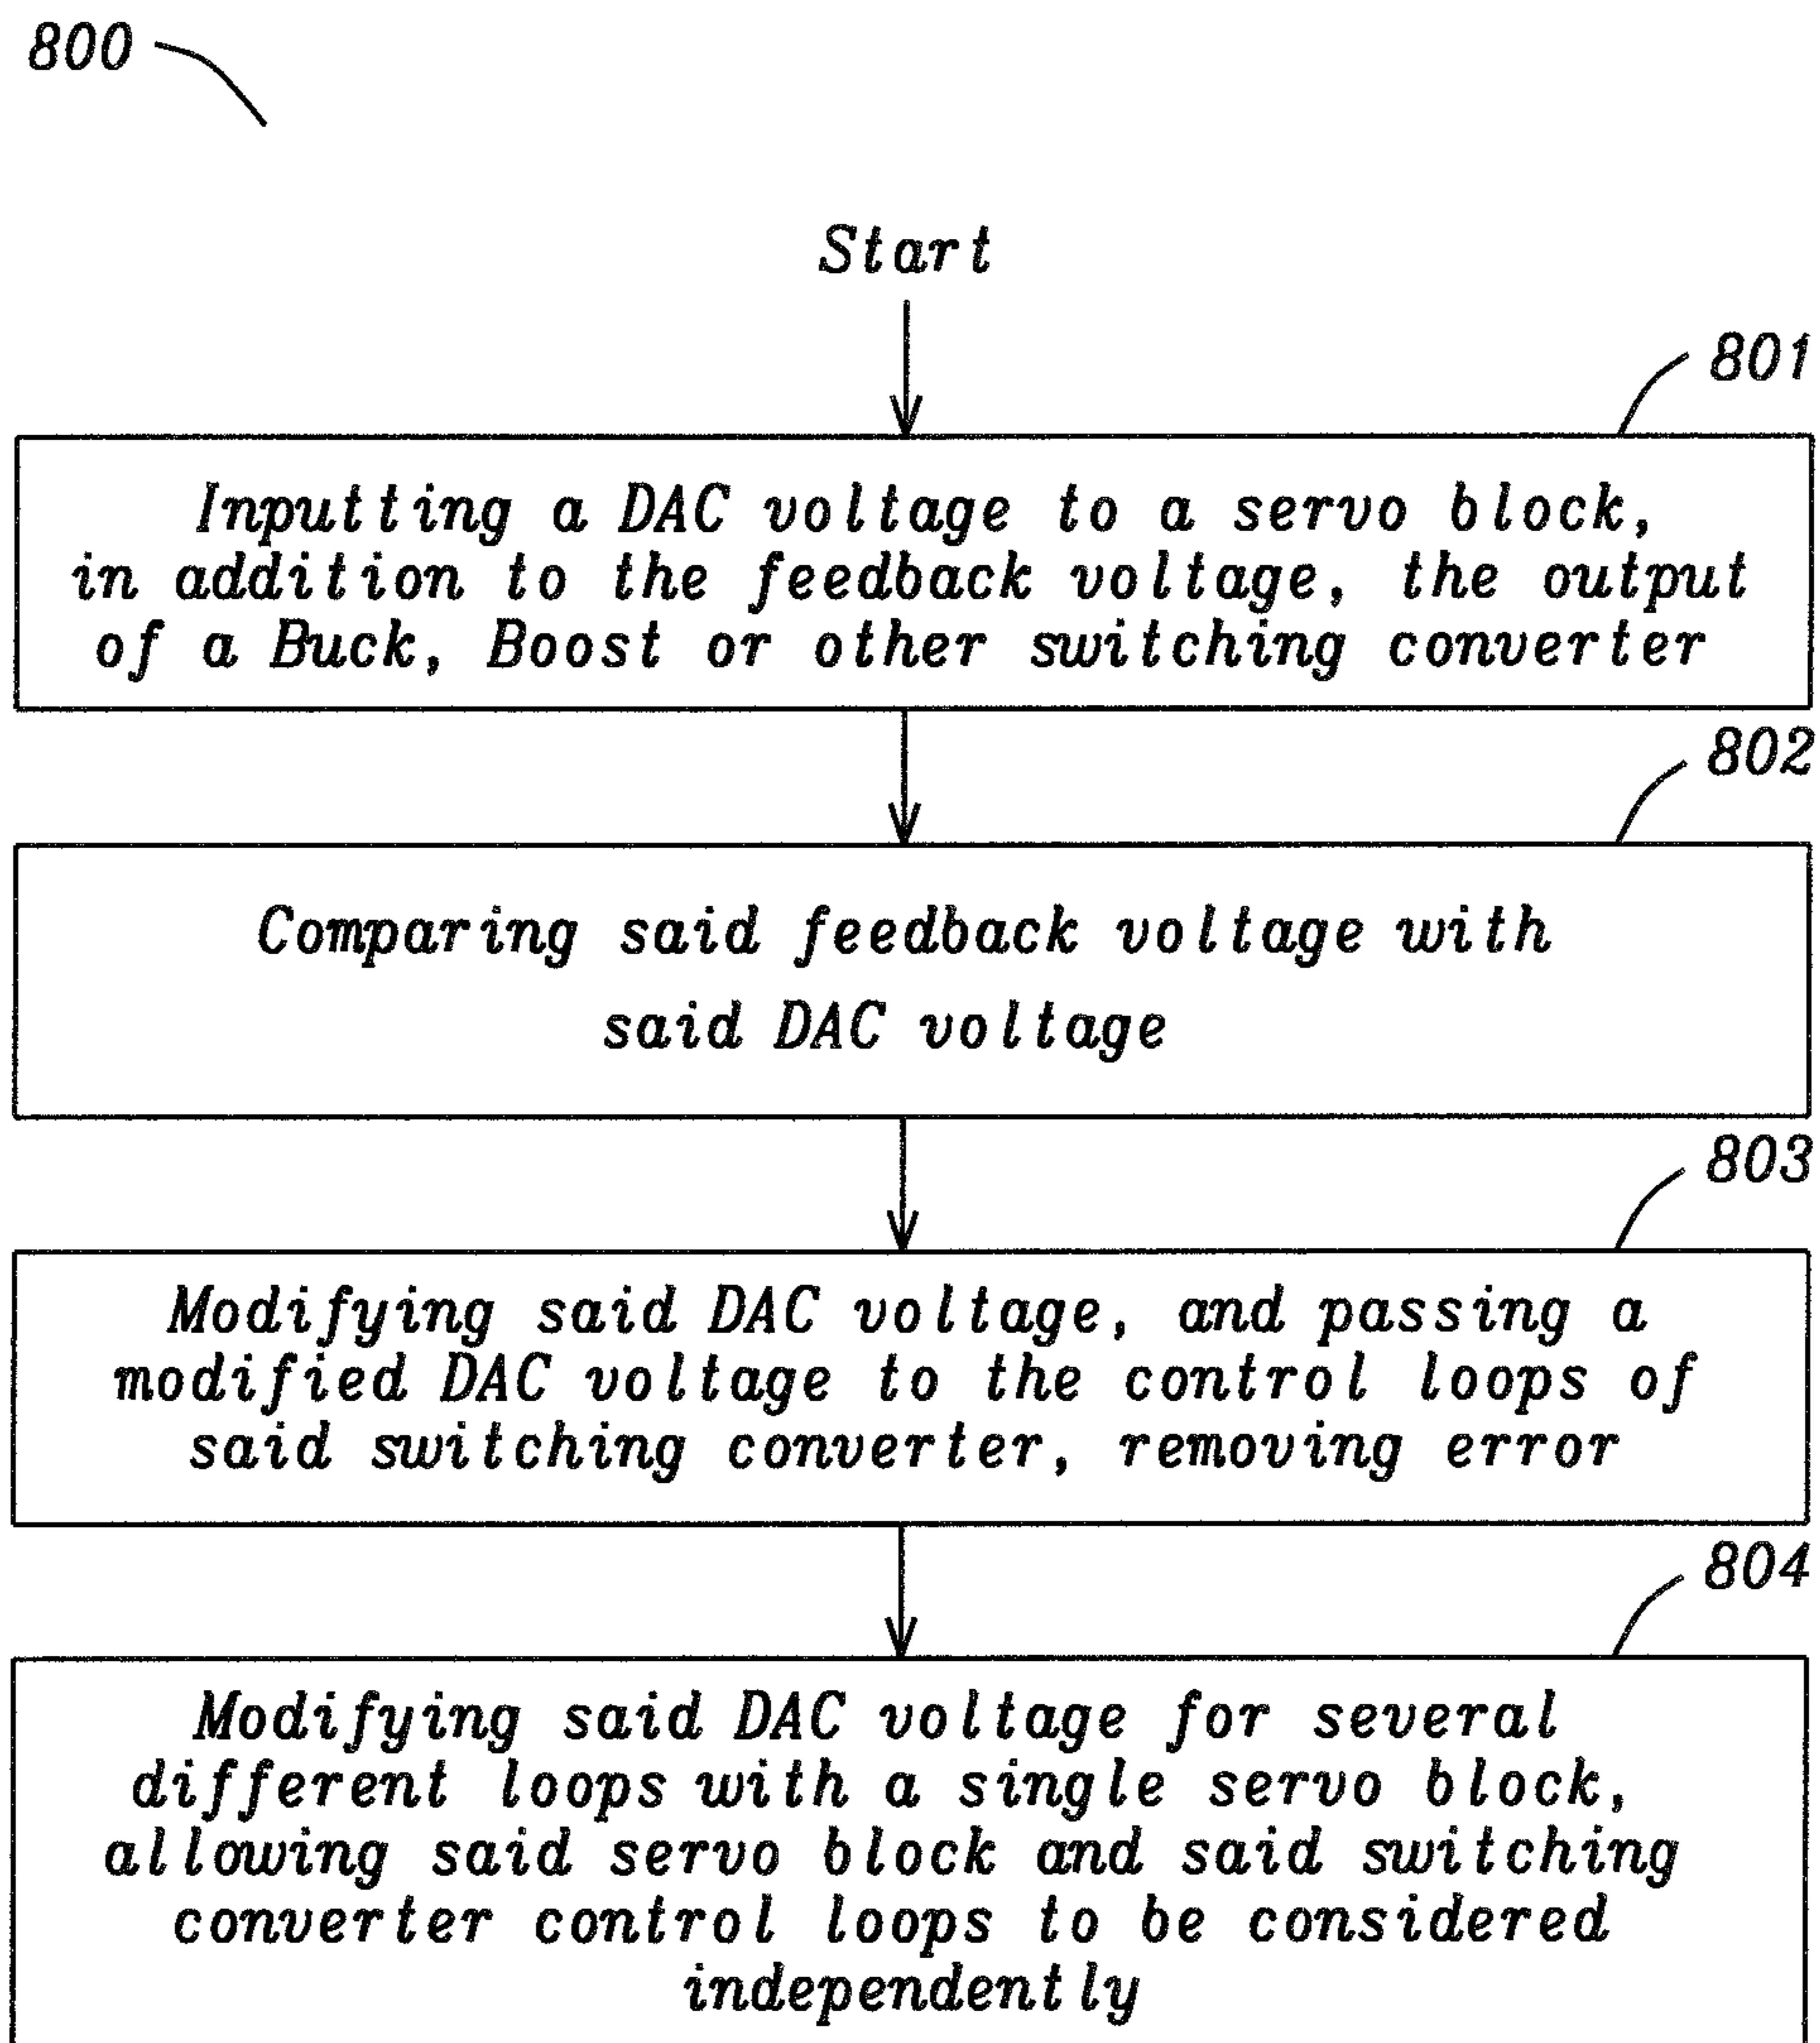 800
Start
801
Inputting a DAC voltage to a servo block,
in addition to the feedback voltage, the output
of a Buck, Boost or other switching converter
802
Comparing said feedback voltage with
said DAC voltage
803
Modifying said DAC voltage, and passing a
modified DAC voltage to the control loops of
said switching converter, removing error
804
Modifying said DAC voltage for several
different loops with a single servo block,
allowing said servo block and said switching
converter control loops to be considered
independently